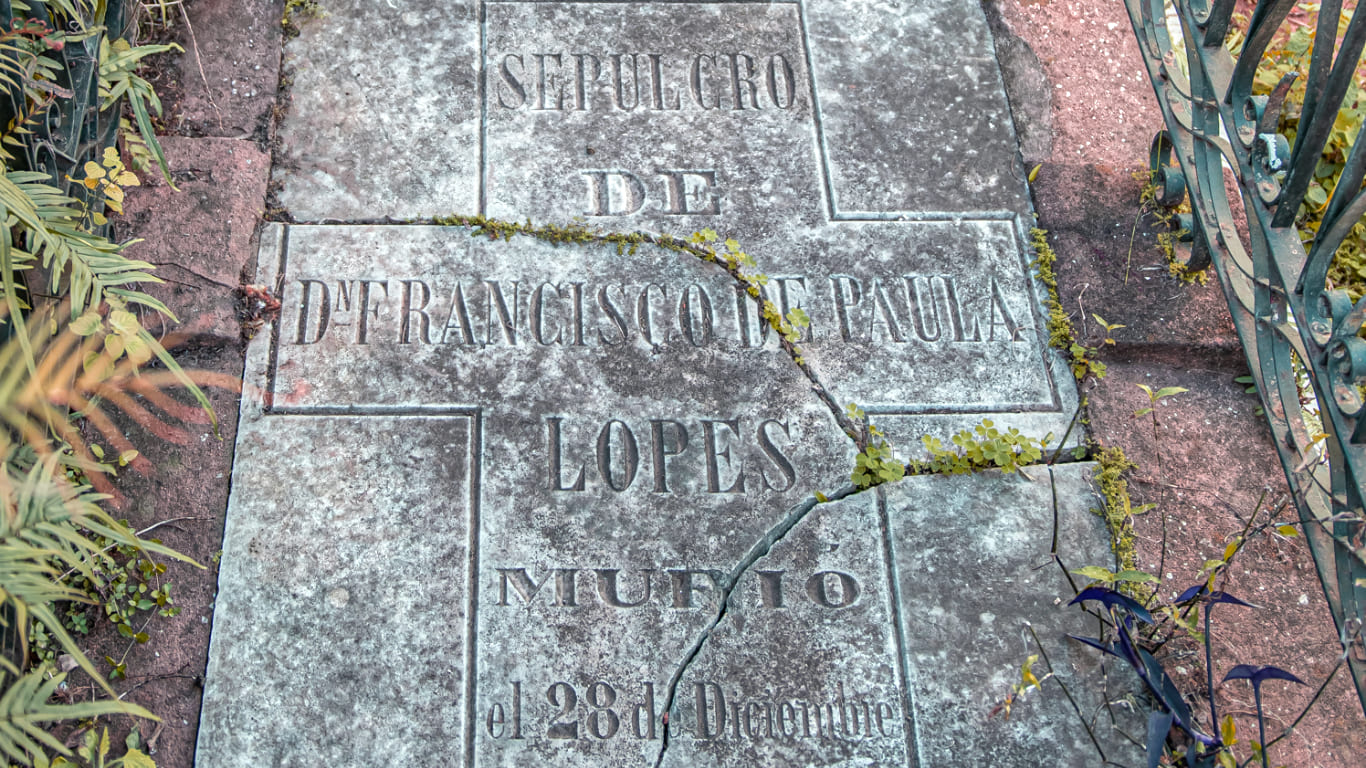 SEPULCRO
DE
Dⁿ FRANCISCO DE PAULA
LOPES
MURIÓ
el 28 de Diciembre